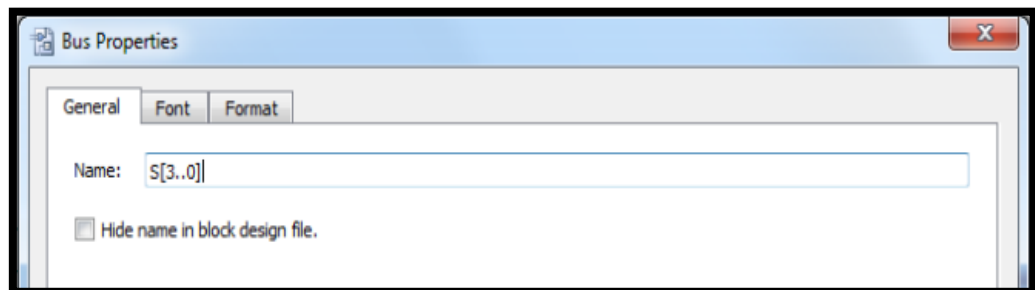 Bus Properties
X
General Font Format
Name: S[3..0]
Hide name in block design file.